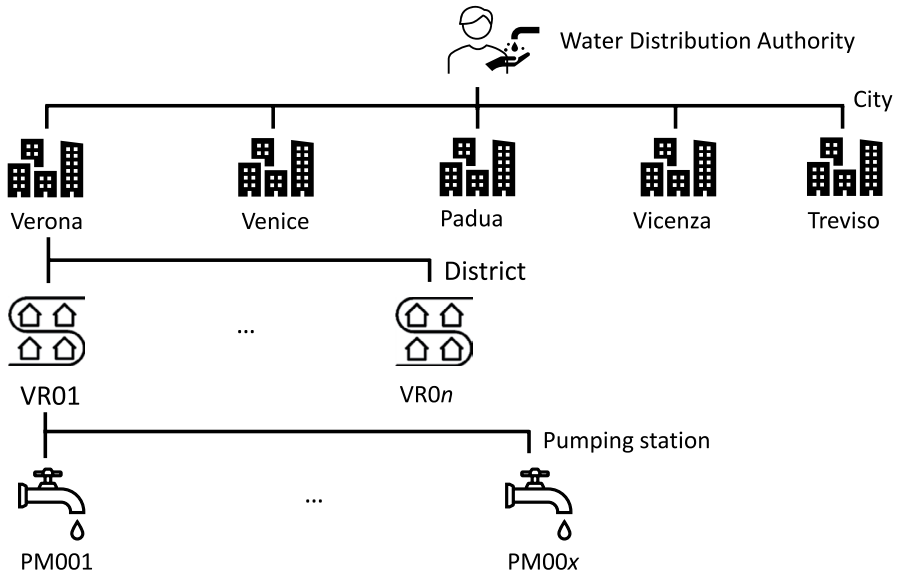 Water Distribution Authority
City
Verona
Venice
Padua
Vicenza
Treviso
District
...
VR01
VR0n
Pumping station
...
PM001
PM00x